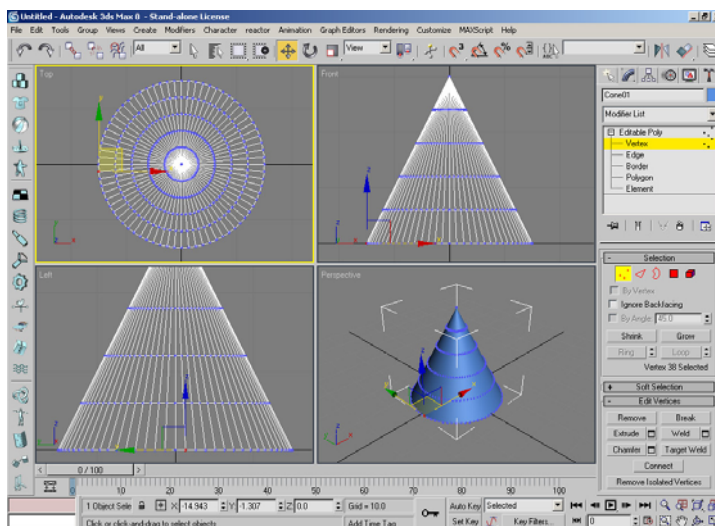 Untitled - Autodesk 3ds Max 8 - Stand-alone License
File Edit Tools Group Views Create Modifiers Character reactor Animation Graph Editors Rendering Customize MAXScript Help
All View
Top Front
Cone01
Modifier List
Editable Poly
Vertex
Edge
Border
Polygon
Element
Left Perspective
Selection
By Vertex
Ignore Backfacing
By Angle: 45.0
Shrink Grow
Ring Loop
Vertex 38 Selected
Soft Selection
Edit Vertices
Remove Break
Extrude Weld
Chamfer Target Weld
Connect
Remove Isolated Vertices
0 / 100
0 10 20 30 40 50 60 70 80 90 100
1 Object Sele X: -14.943 Y: -1.307 Z: 0.0 Grid = 10.0 Auto Key Selected
Click or click-and-drag to select objects Add Time Tag Set Key Key Filters... 0